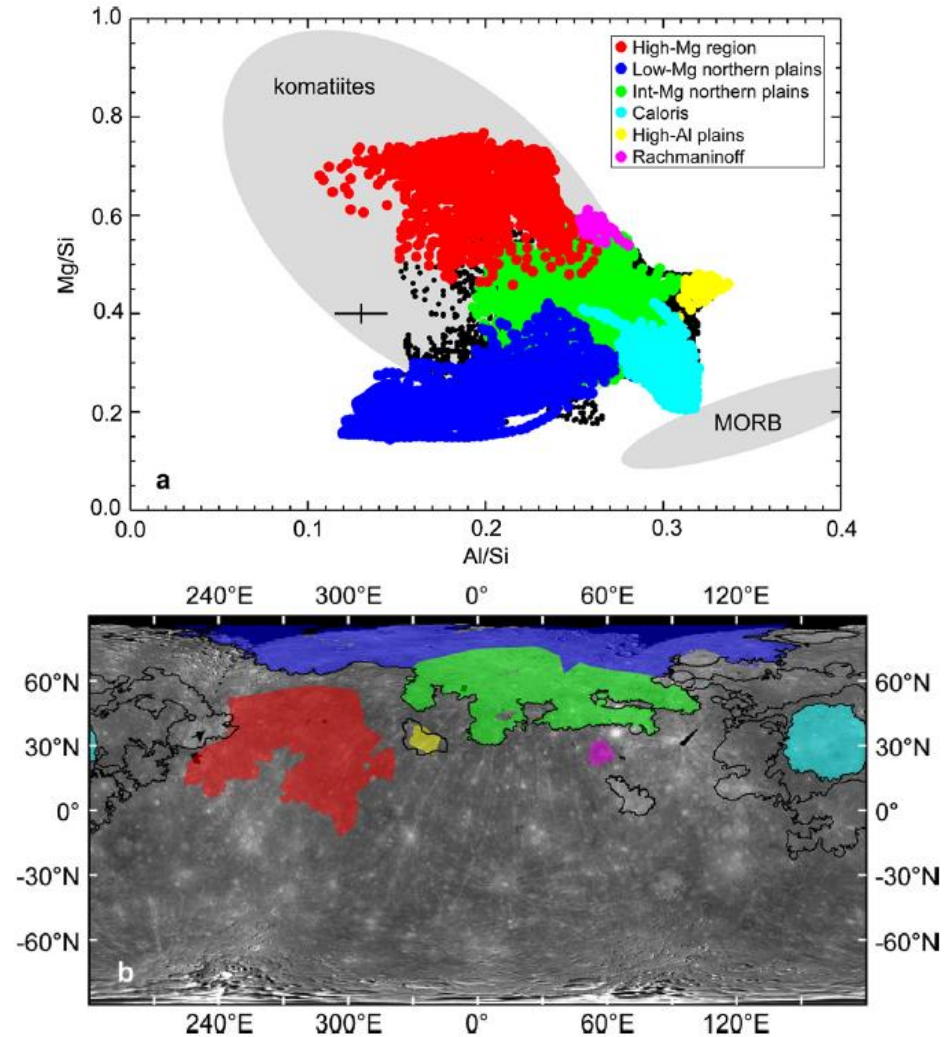 1.0
0.8
0.6
0.4
0.2
0.0
Mg/Si
komatiites
High-Mg region
Low-Mg northern plains
Int-Mg northern plains
Caloris
High-Al plains
Rachmaninoff
MORB
a
0.0 0.1 0.2 0.3 0.4
Al/Si
240°E 300°E 0° 60°E 120°E
60°N 60°N
30°N 30°N
0° 0°
-30°N -30°N
-60°N -60°N
b
240°E 300°E 0° 60°E 120°E